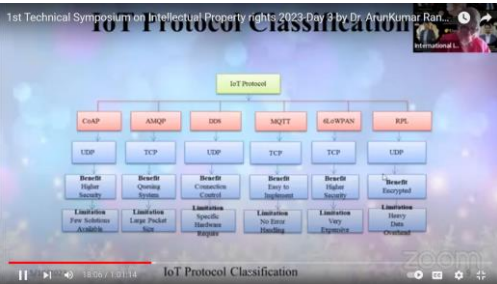 1st Technical Symposium on Intellectual Property rights 2023-Day 3 by Dr. ArunKumar Ran...
IoT Protocol Classification
International I...
IoT Protocol
CoAP AMQP DDS MQTT 6LoWPAN RPL
UDP TCP UDP TCP TCP UDP
Benefit Benefit Benefit Benefit Benefit Benefit
Higher Queuing Connection Easy to Higher Encrypted
Security System Control Implement Security
Limitation Limitation Limitation Limitation Limitation Limitation
Few Solutions Large Packet Specific No Error Very Heavy
Available Size Hardware Handling Expensive Data
Require Overhead
zoom
18:06 / 1:01:14
IoT Protocol Classification